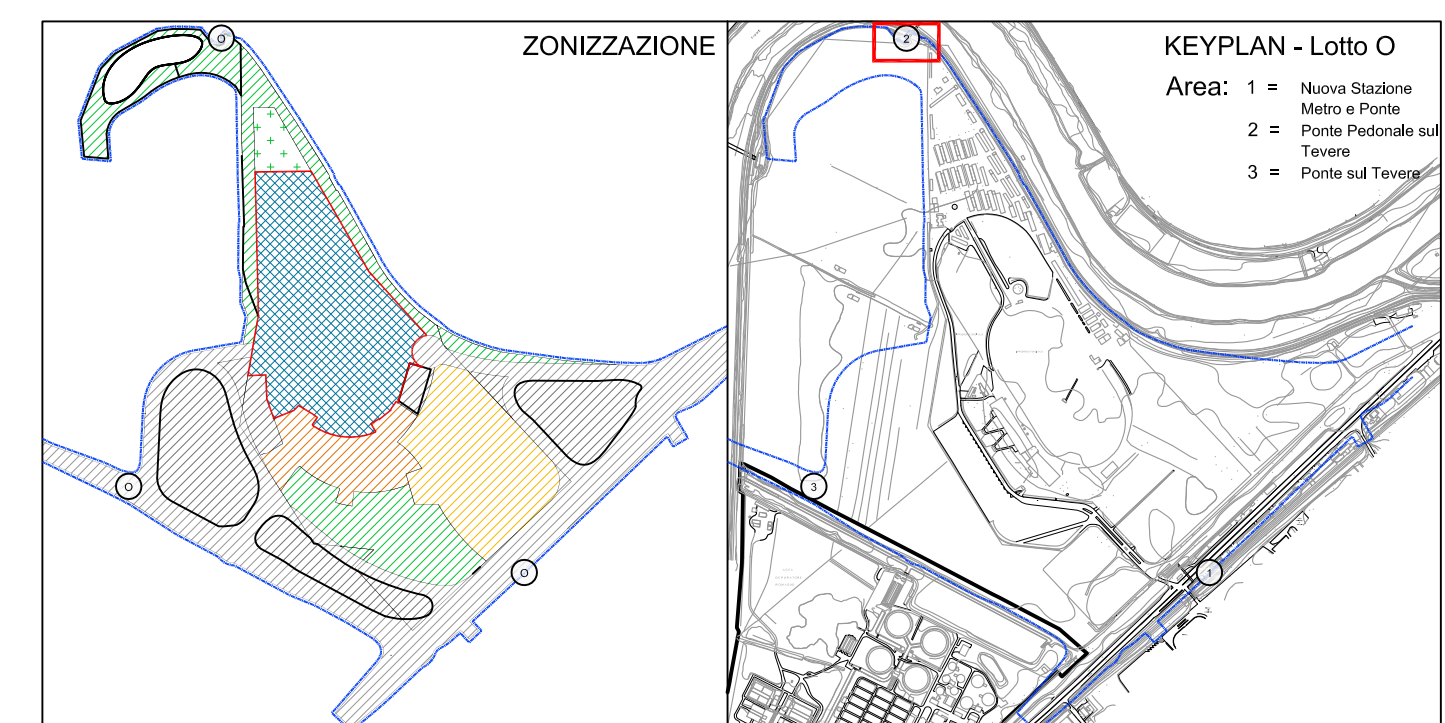 ZONIZZAZIONE
O
O
O
KEYPLAN - Lotto O
Area: 1 = Nuova Stazione
Metro e Ponte
2 = Ponte Pedonale sul
Tevere
3 = Ponte sul Tevere
2
3
1